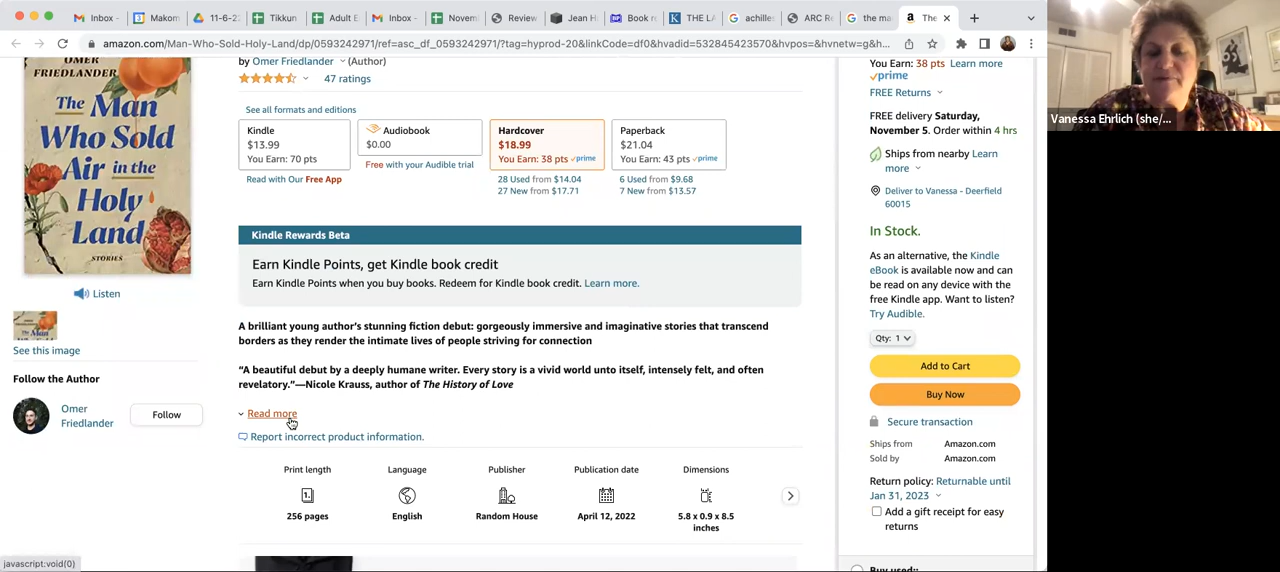 Inbox -
Makom
11-6-22
Tikkun
Adult E
Inbox -
Novem
Review
Jean H
Book r
THE LA
achilles
ARC Re
the ma
The
amazon.com/Man-Who-Sold-Holy-Land/dp/0593242971/ref=asc_df_0593242971/?tag=hyprod-20&linkCode=df0&hvadid=532845423570&hvpos=&hvnetw=g&h...
OMER
FRIEDLANDER
The Man
Who Sold
Air in the
Holy
Land
STORIES
Listen
See this image
Follow the Author
Omer
Friedlander
Follow
by Omer Friedlander (Author)
47 ratings
See all formats and editions
Kindle
$13.99
You Earn: 70 pts
Read with Our Free App
Audiobook
$0.00
Free with your Audible trial
Hardcover
$18.99
You Earn: 38 pts prime
28 Used from $14.04
27 New from $17.71
Paperback
$21.04
You Earn: 43 pts prime
6 Used from $9.68
7 New from $13.57
Kindle Rewards Beta
Earn Kindle Points, get Kindle book credit
Earn Kindle Points when you buy books. Redeem for Kindle book credit. Learn more.
A brilliant young author's stunning fiction debut: gorgeously immersive and imaginative stories that transcend
borders as they render the intimate lives of people striving for connection
“A beautiful debut by a deeply humane writer. Every story is a vivid world unto itself, intensely felt, and often
revelatory.”—Nicole Krauss, author of The History of Love
Read more
Report incorrect product information.
Print length
256 pages
Language
English
Publisher
Random House
Publication date
April 12, 2022
Dimensions
5.8 x 0.9 x 8.5
inches
You Earn: 38 pts Learn more
prime
FREE Returns
FREE delivery Saturday,
November 5. Order within 4 hrs
Ships from nearby Learn
more
Deliver to Vanessa - Deerfield
60015
In Stock.
As an alternative, the Kindle
eBook is available now and can
be read on any device with the
free Kindle app. Want to listen?
Try Audible.
Qty: 1
Add to Cart
Buy Now
Secure transaction
Ships from Amazon.com
Sold by Amazon.com
Return policy: Returnable until
Jan 31, 2023
Add a gift receipt for easy
returns
Buy used::
javascript:void(0)
Vanessa Ehrlich (she/...